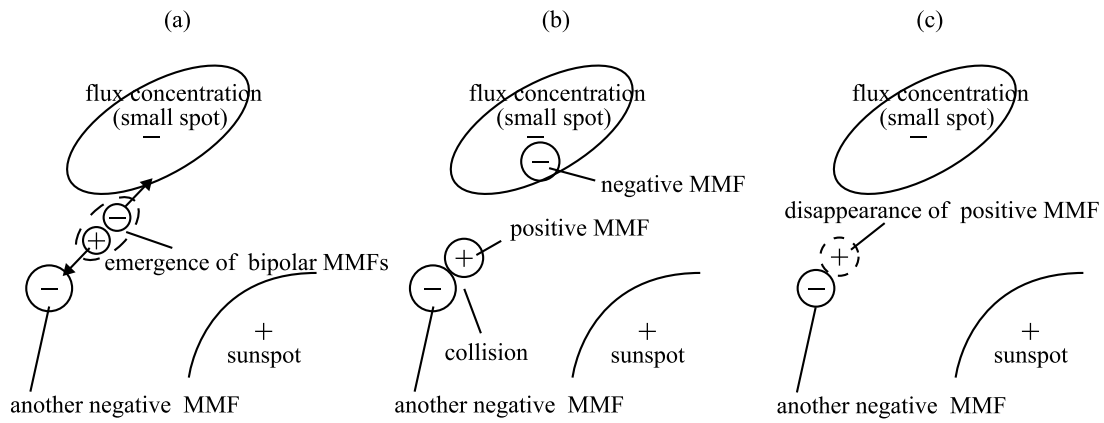 (a)
flux concentration
(small spot)
−
−
+
emergence of bipolar MMFs
−
+
sunspot
another negative MMF
(b)
flux concentration
(small spot)
−
−
negative MMF
positive MMF
+
−
collision
+
sunspot
another negative MMF
(c)
flux concentration
(small spot)
−
disappearance of positive MMF
+
−
+
sunspot
another negative MMF